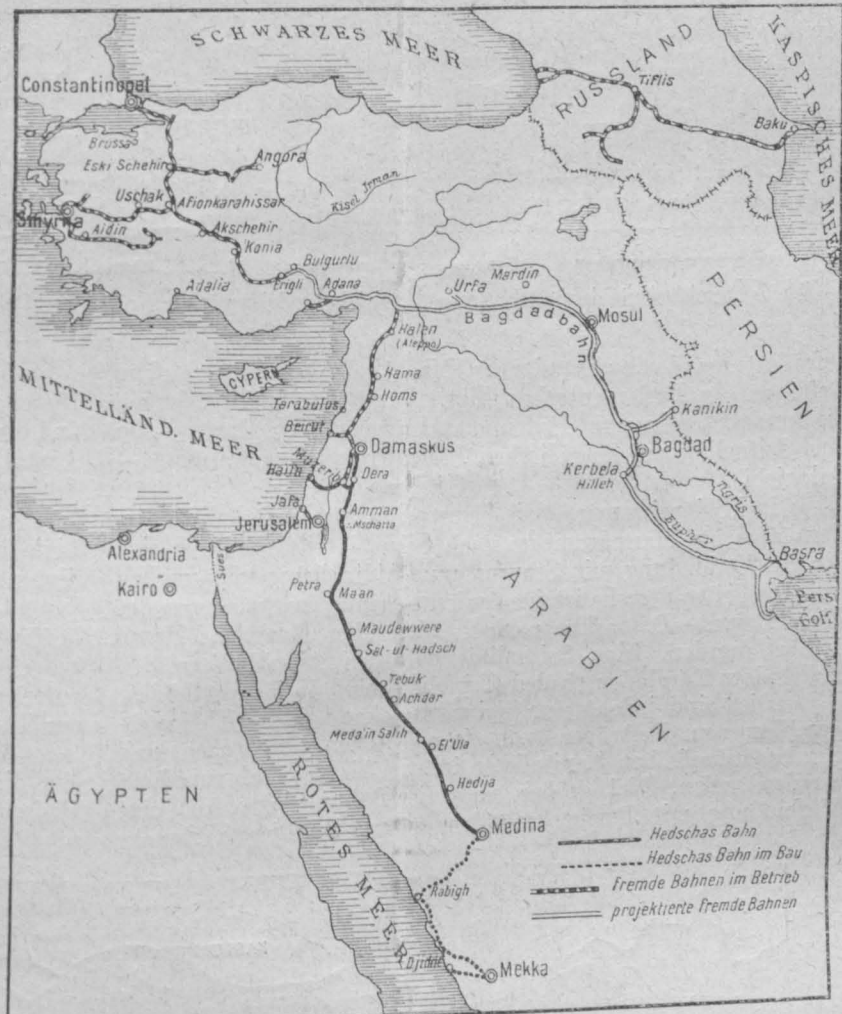 SCHWARZES MEER
RUSSLAND
KASPISCHES MEER
Tiflis
Baku
Constantinopel
Brussa
Eski Schehir
Angora
Kisel Jrman
Uschak
Afionkarahissar
Smyrna
Aidin
Akschehir
Konia
Bulgurlu
Erigli
Adana
Adalia
Urfa
Mardin
Mosul
Bagdadbahn
PERSIEN
Halen
(Aleppo)
CYPERN
Hama
Homs
MITTELLÄND. MEER
Terabulus
Beirut
Damaskus
Kanikin
Bagdad
Kerbela
Hilleh
Tigris
Euphrat
Haifa
Dera
Jafa
Jerusalem
Amman
Mschatta
Basra
Pers.
Golf
Alexandria
Kairo
Suez
Petra
Maan
ARABIEN
Maudewwere
Sat-ul-Hadsch
Tebuk
Achdar
Meda'in Salih
El'Ula
Hedija
ÄGYPTEN
ROTES MEER
Medina
Rabigh
Djidde
Mekka
Hedschas Bahn
Hedschas Bahn im Bau
Fremde Bahnen im Betrieb
projektierte Fremde Bahnen